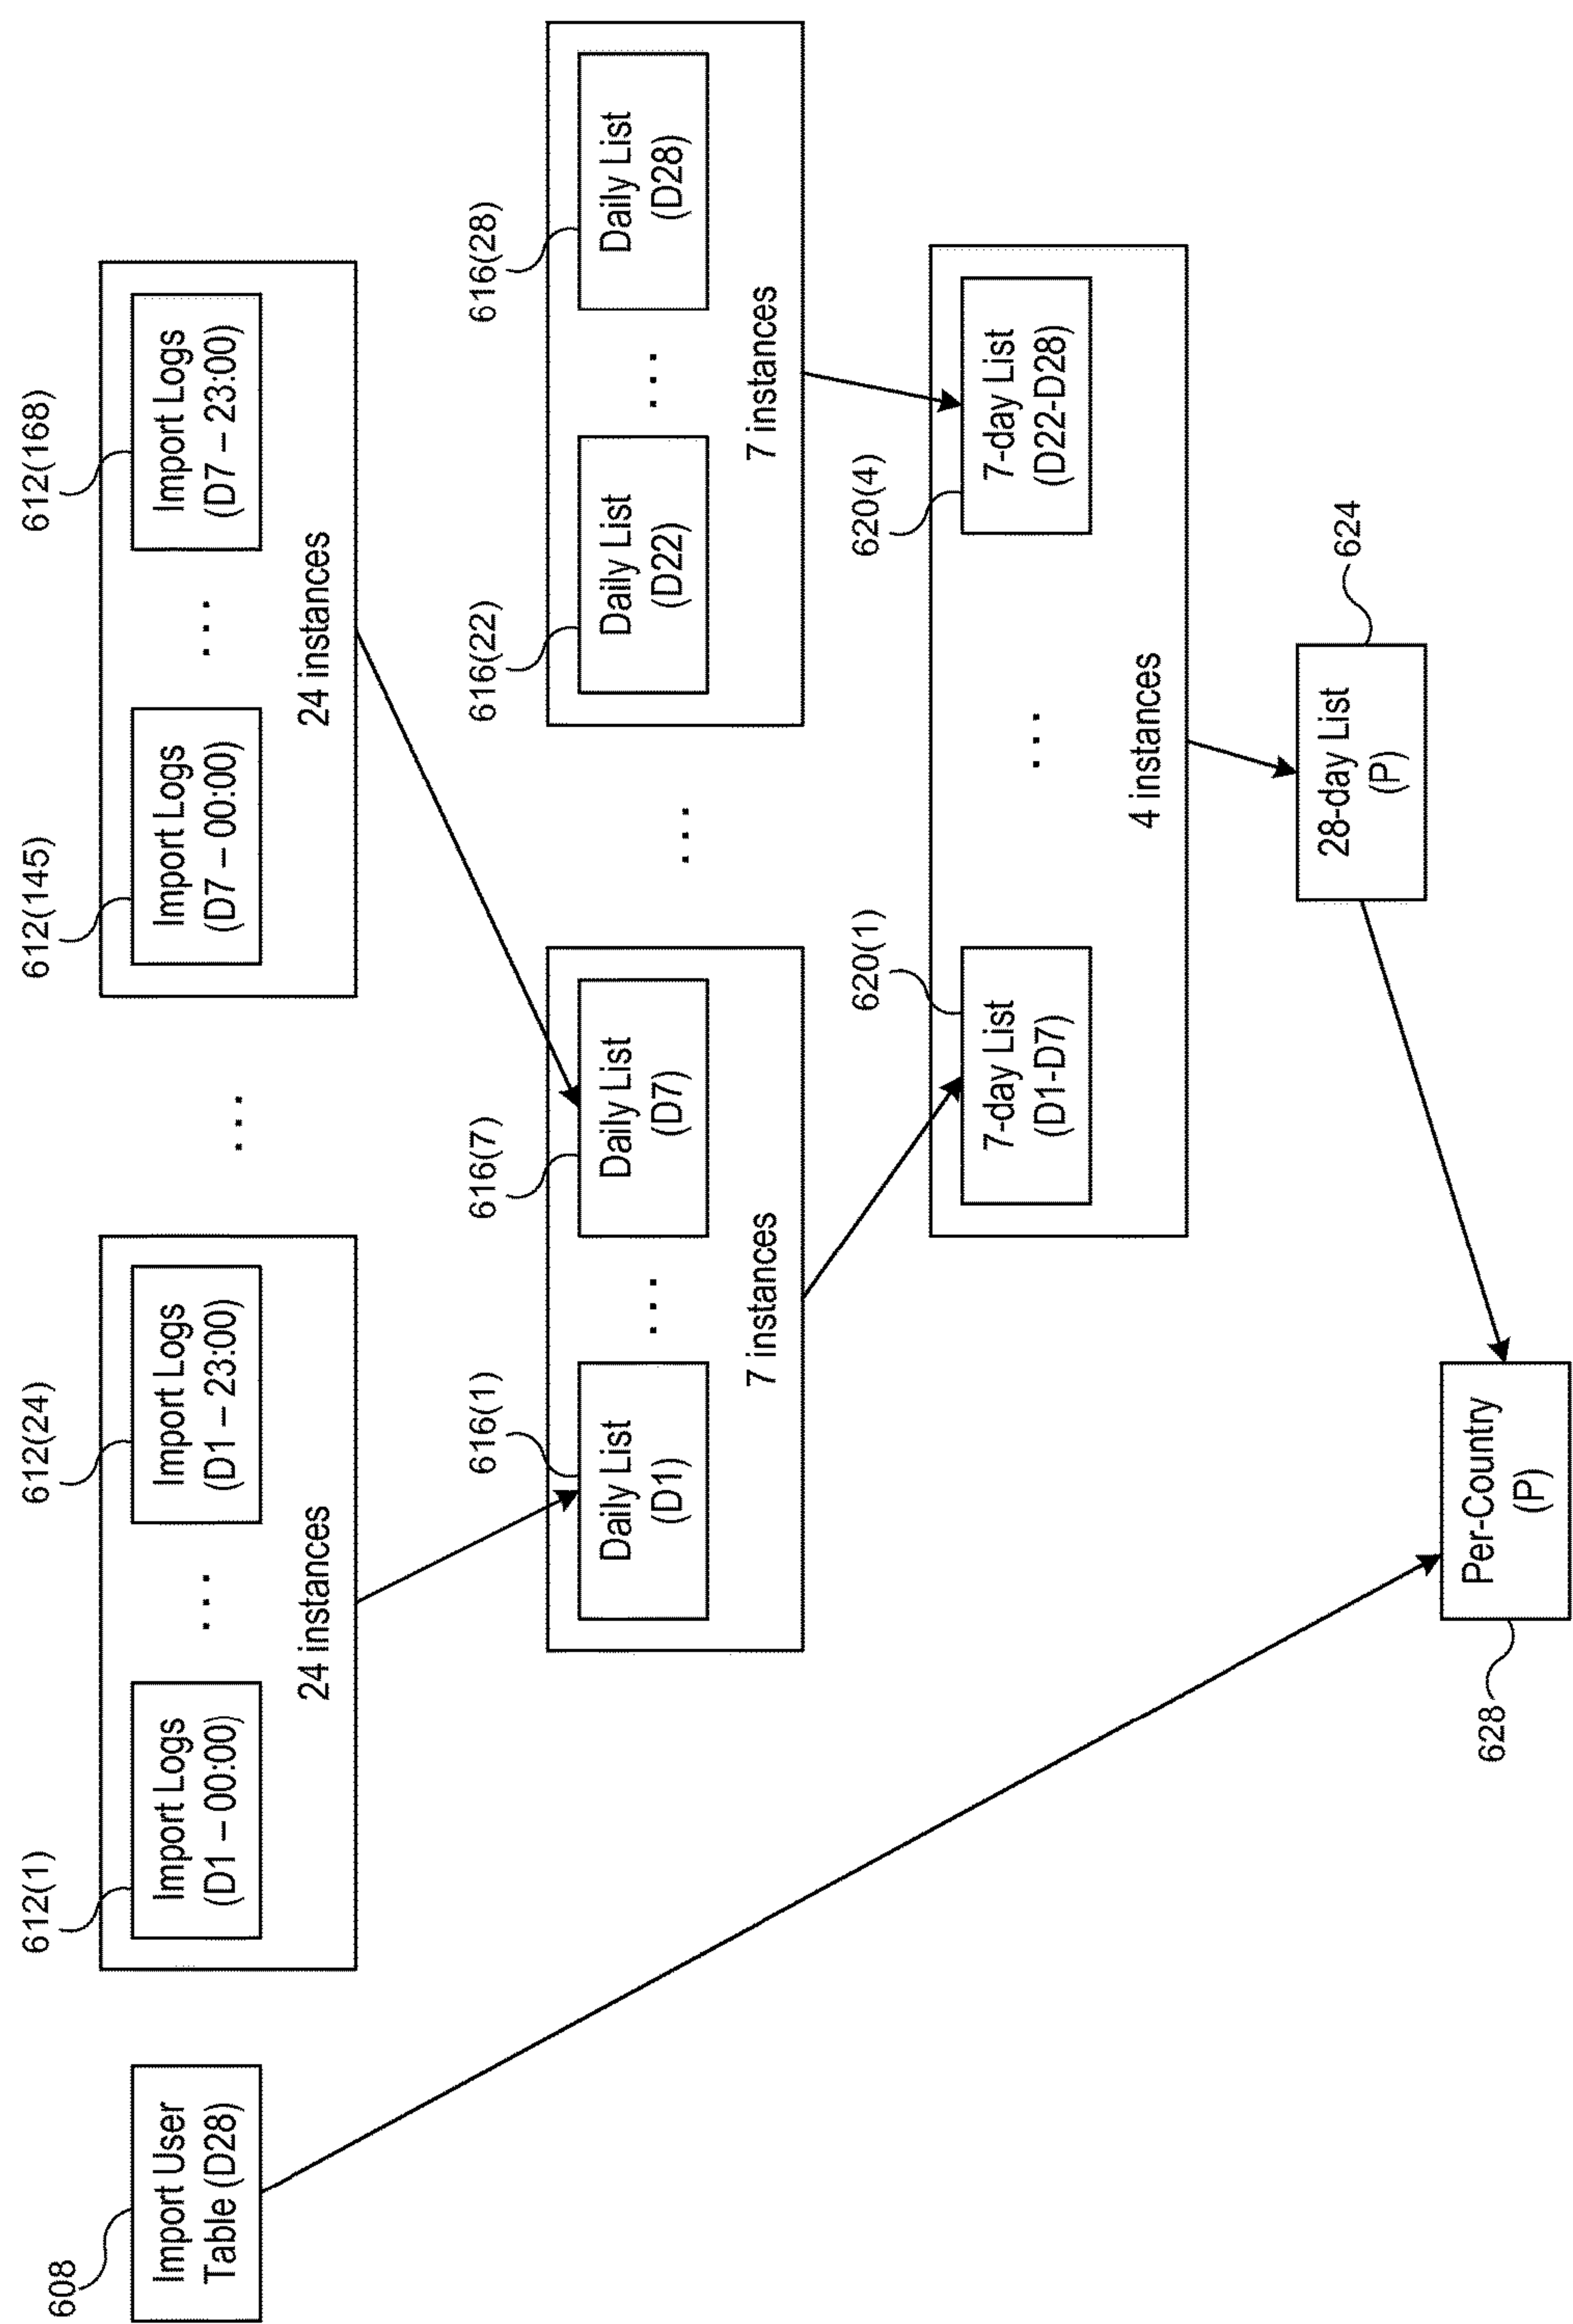 608
Import User
Table (D28)
612(1)
Import Logs
(D1 – 00:00)
...
612(24)
Import Logs
(D1 – 23:00)
24 instances
...
612(145)
Import Logs
(D7 – 00:00)
...
612(168)
Import Logs
(D7 – 23:00)
24 instances
616(1)
Daily List
(D1)
...
616(7)
Daily List
(D7)
7 instances
...
616(22)
Daily List
(D22)
...
616(28)
Daily List
(D28)
7 instances
620(1)
7-day List
(D1-D7)
...
620(4)
7-day List
(D22-D28)
4 instances
28-day List
(P)
624
628
Per-Country
(P)